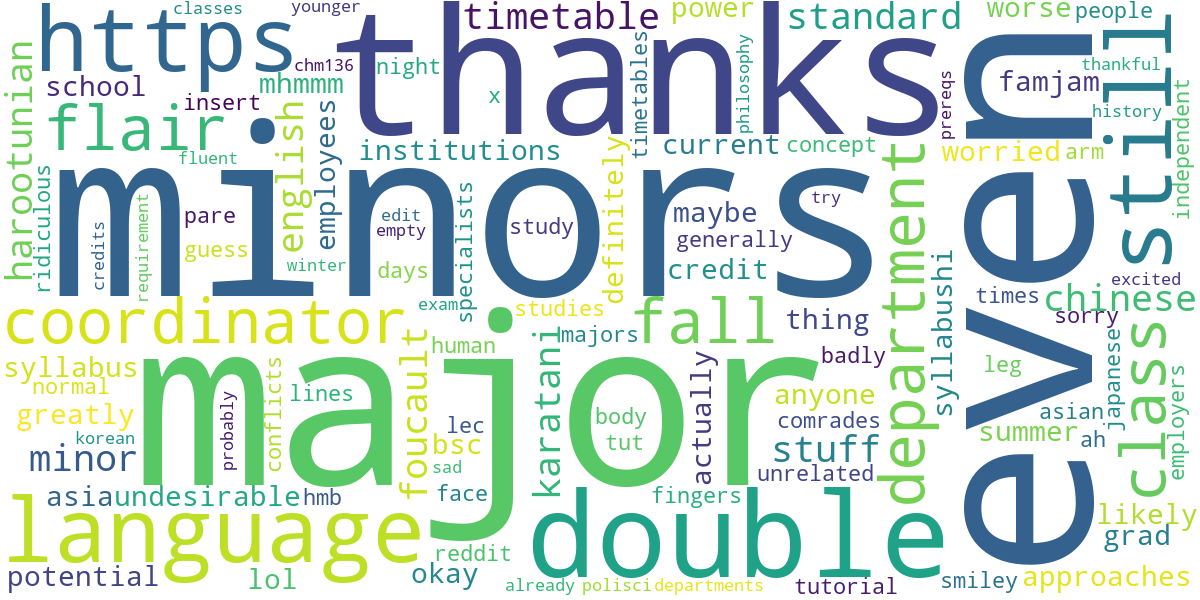 classes
younger
https
thanks
timetable
power
standard
worse
people
even
still
harootunian
school
chm136
mhmmm
night
insert
x
flair
fluent
english
employees
institutions
timetables
philosophy
current
concept
prereqs
famjam
thankful
history
independent
worried
arm
minors
ridiculous
credits
requirement
pare
guess
winter
edit
empty
days
specialists
study
definitely
maybe
generally
credit
try
department
syllabushi
excited
times
chinese
sorry
coordinator
exam
studies
fall
majors
thing
human
badly
leg
japanese
class
syllabus
normal
greatly
korean
minor
major
probably
conflicts
lines
foucault
lec
bsc
sad
karatani
body
tut
actually
anyone
comrades
stuff
unrelated
asian
ah
summer
employers
asia
undesirable
hmb
face
fingers
language
double
likely
grad
reddit
potential
lol
okay
already
polisci
departments
tutorial
smiley
approaches